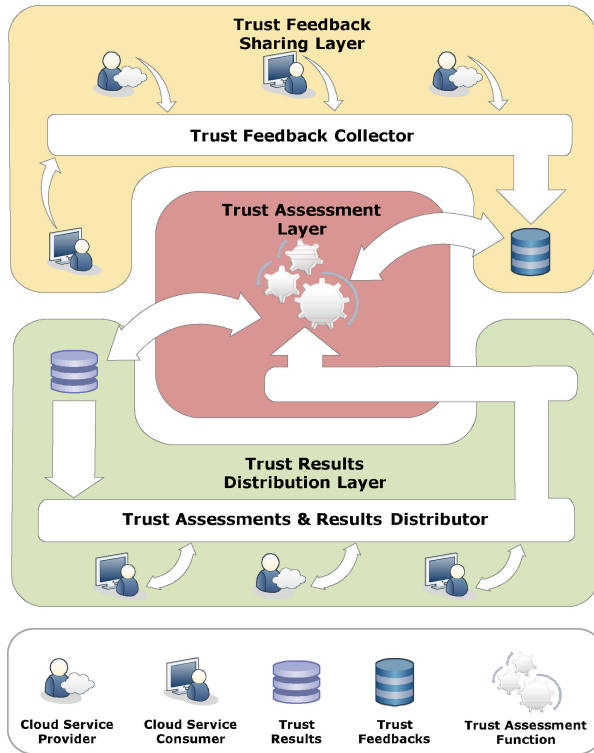 Trust Feedback
Sharing Layer
Trust Feedback Collector
Trust Assessment
Layer
Trust Results
Distribution Layer
Trust Assessments & Results Distributor
Cloud Service
Provider
Cloud Service
Consumer
Trust
Results
Trust
Feedbacks
Trust Assessment
Function